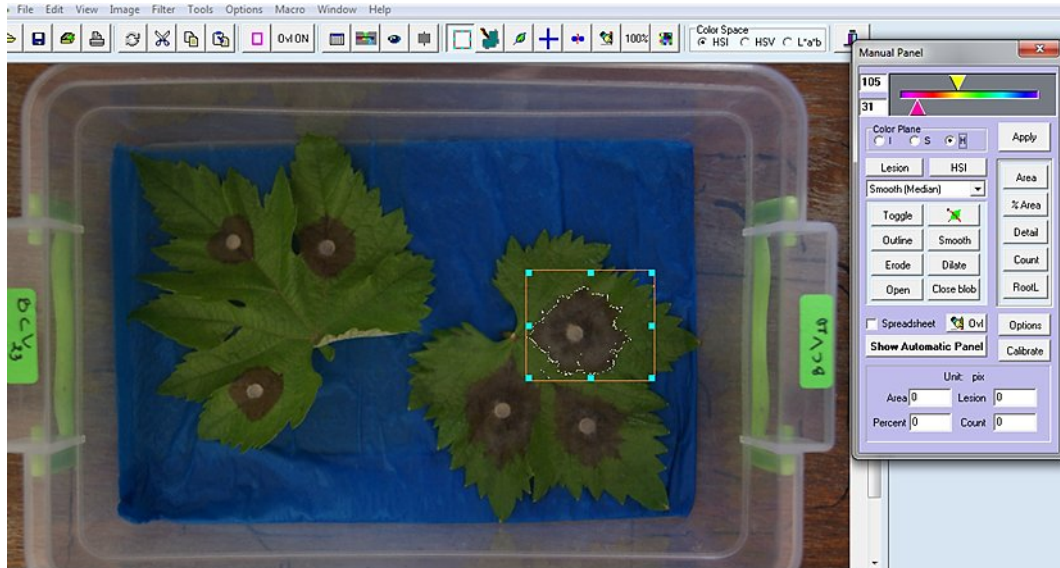 File Edit View Image Filter Tools Options Macro Window Help
Ovl ON
100%
Color Space
HSI HSV L*a*b
Manual Panel
105
31
Color Plane
I S H
Apply
Lesion HSI
Smooth (Median)
Area
% Area
Toggle
Detail
Outline Smooth
Erode Dilate
Count
Open Close blob
RootL
Spreadsheet Ovl
Options
Show Automatic Panel
Calibrate
Unit: pix
Area 0 Lesion 0
Percent 0 Count 0
BCV
23